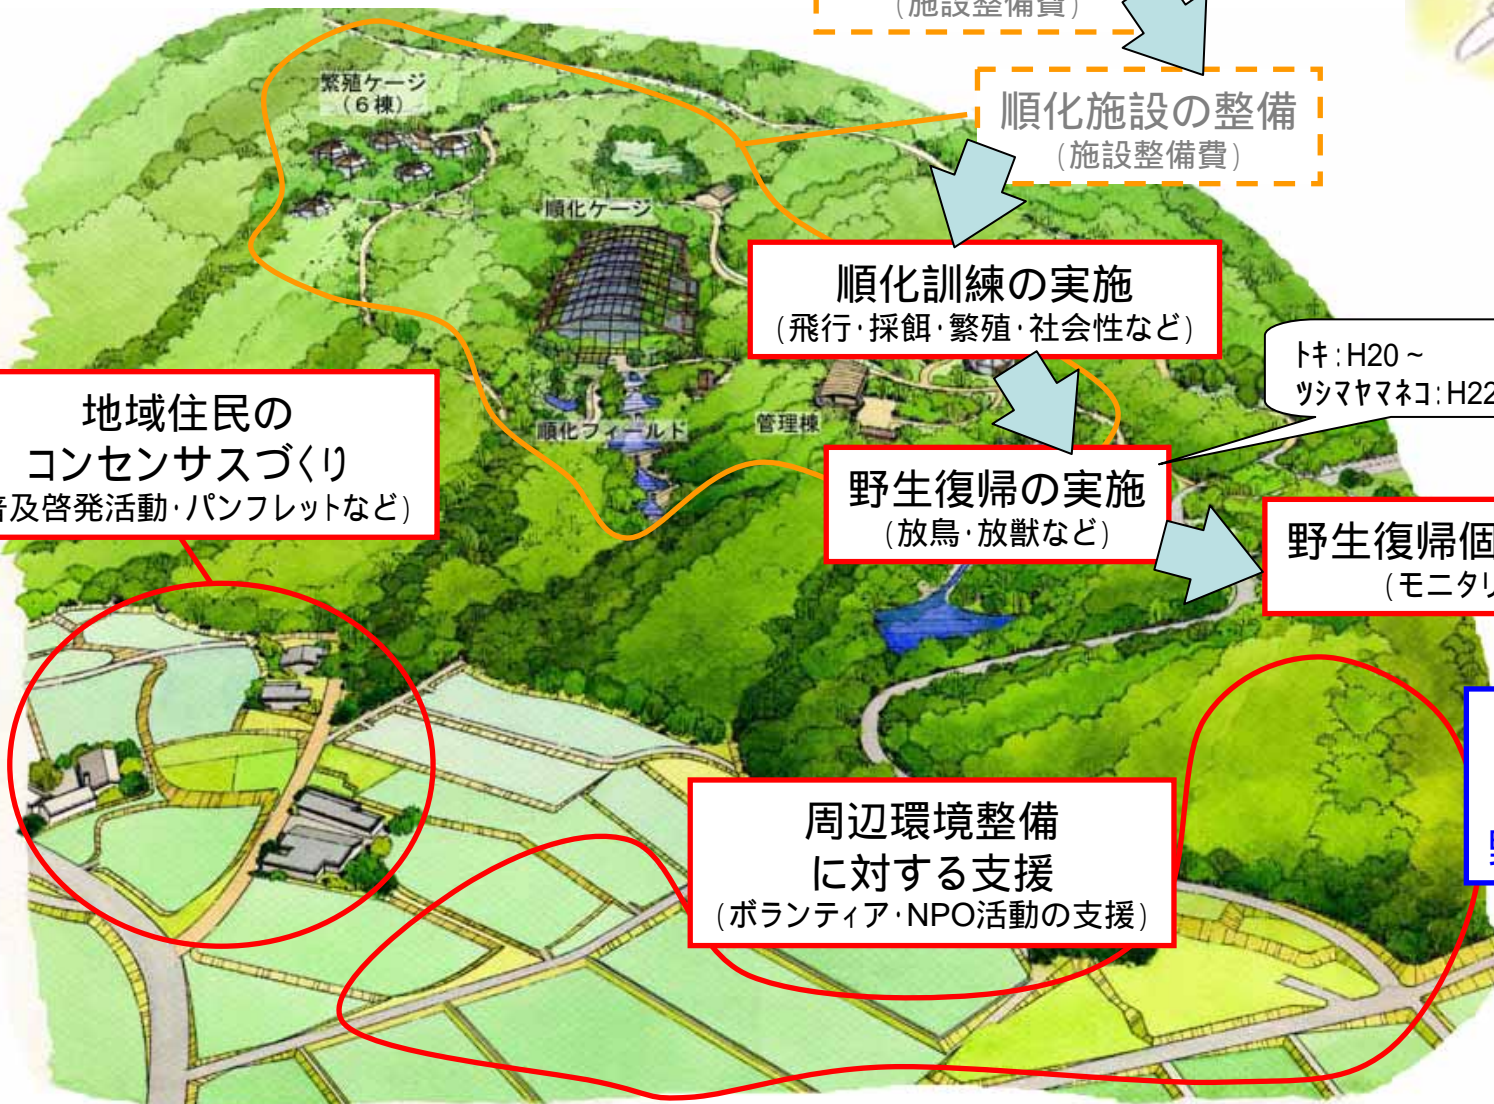 (施設整備費)
順化施設の整備
(施設整備費)
繁殖ケージ
(6棟)
順化ケージ
順化訓練の実施
(飛行・採餌・繁殖・社会性など)
トキ:H20~
ツシマヤマネコ:H22
地域住民の
コンセンサスづくり
及啓発活動・パンフレットなど)
順化フィールド
管理棟
野生復帰の実施
(放鳥・放獣など)
野生復帰個
(モニタリ
周辺環境整備
に対する支援
(ボランティア・NPO活動の支援)